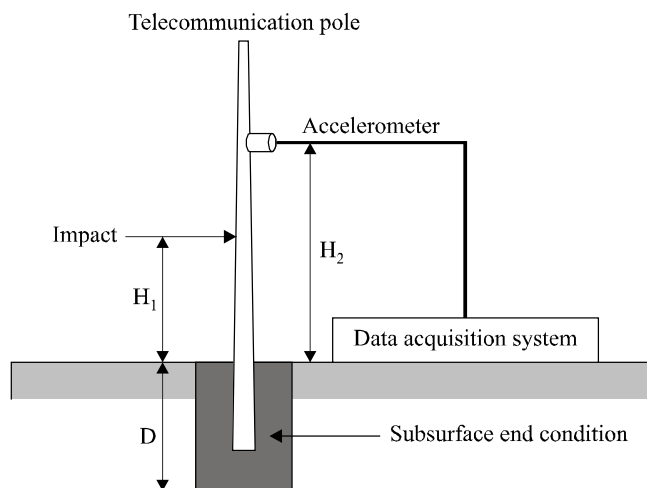 Telecommunication pole
Accelerometer
Impact
H₂
H₁
Data acquisition system
D
Subsurface end condition